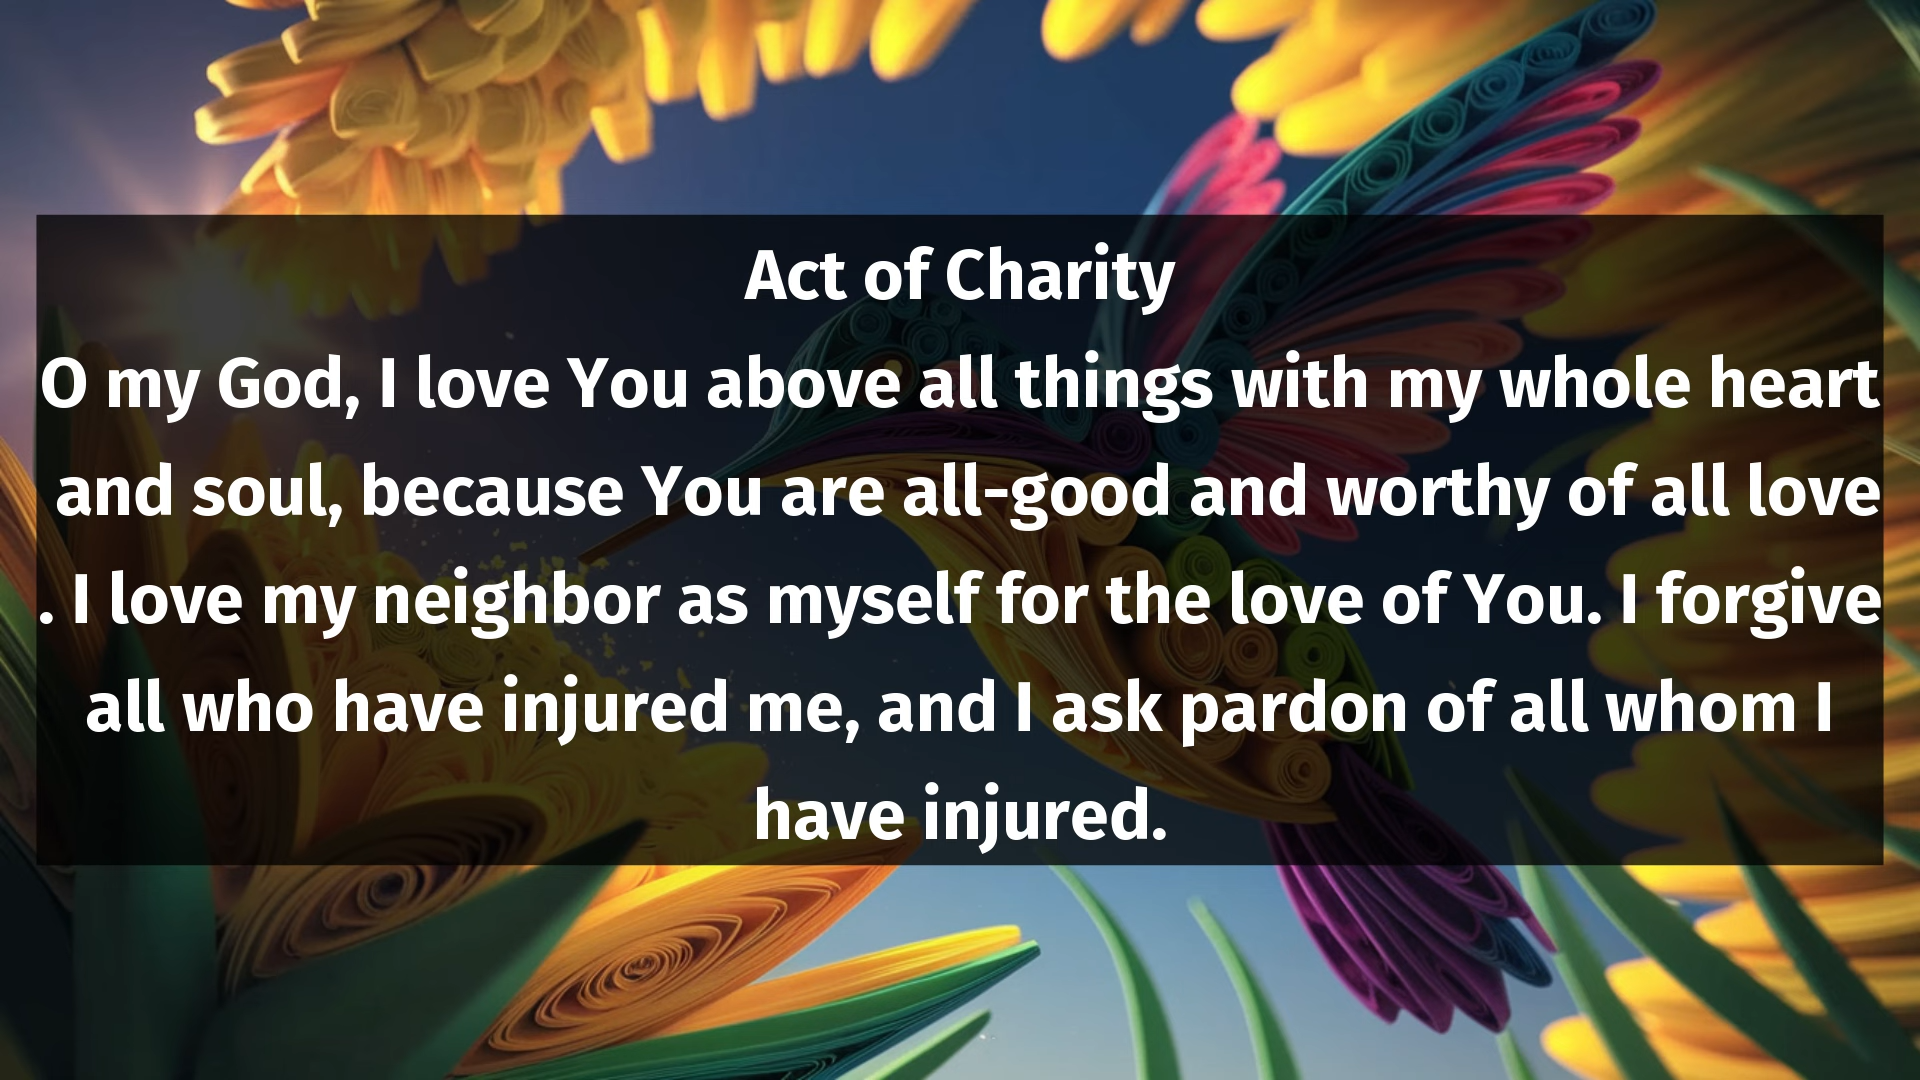 Act of Charity
O my God, I love You above all things with my whole heart
and soul, because You are all-good and worthy of all love
. I love my neighbor as myself for the love of You. I forgive
all who have injured me, and I ask pardon of all whom I
have injured.